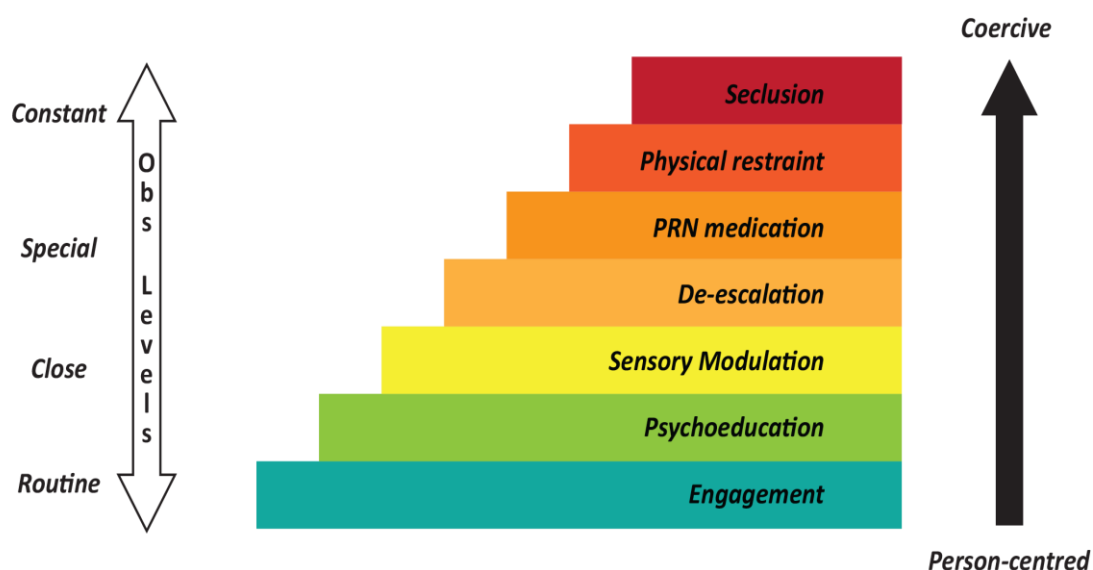 Coercive
Constant
Seclusion
Physical restraint
PRN medication
Special
De-escalation
Close
Sensory Modulation
Psychoeducation
Routine
Engagement
Obs Levels
Person-centred